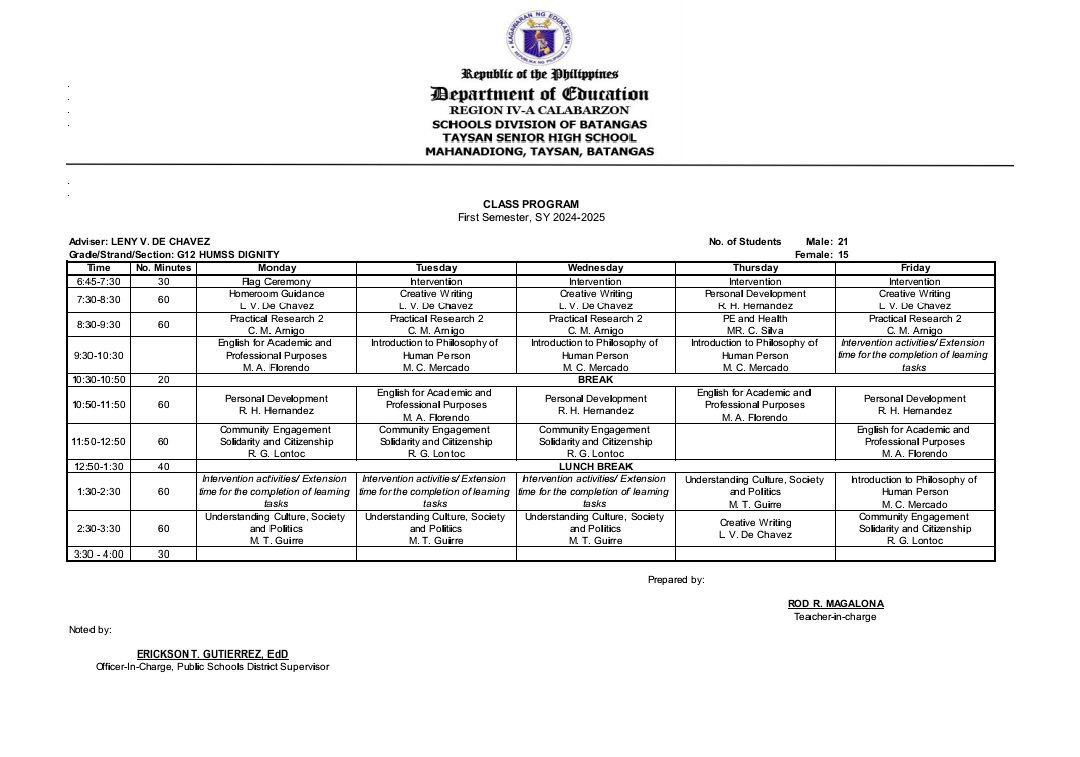 KAGAWARAN NG EDUKASYON
REPUBLIKA NG PILIPINAS
Republic of the Philippines
Department of Education
REGION IV-A CALABARZON
SCHOOLS DIVISION OF BATANGAS
TAYSAN SENIOR HIGH SCHOOL
MAHANADIONG, TAYSAN, BATANGAS
CLASS PROGRAM
First Semester, SY 2024-2025
Adviser: LENY V. DE CHAVEZ No. of Students Male: 21
Grade/Strand/Section: G12 HUMSS DIGNITY Female: 15
Time No. Minutes Monday Tuesday Wednesday Thursday Friday
6:45-7:30 30 Flag Ceremony Intervention Intervention Intervention Intervention
7:30-8:30 60 Homeroom Guidance Creative Writing Creative Writing Personal Development Creative Writing
L. V. De Chavez L. V. De Chavez L. V. De Chavez R. H. Hernandez L. V. De Chavez
8:30-9:30 60 Practical Research 2 Practical Research 2 Practical Research 2 PE and Health Practical Research 2
C. M. Arnigo C. M. Arnigo C. M. Arnigo MR. C. Silva C. M. Arnigo
9:30-10:30 English for Academic and Introduction to Philosophy of Introduction to Philosophy of Introduction to Philosophy of Intervention activities/ Extension
Professional Purposes Human Person Human Person Human Person time for the completion of learning
M. A. Florendo M. C. Mercado M. C. Mercado M. C. Mercado tasks
10:30-10:50 20 BREAK
10:50-11:50 60 Personal Development English for Academic and Personal Development English for Academic and Personal Development
R. H. Hernandez Professional Purposes R. H. Hernandez Professional Purposes R. H. Hernandez
M. A. Florendo M. A. Florendo
11:50-12:50 60 Community Engagement Community Engagement Community Engagement English for Academic and
Solidarity and Citizenship Solidarity and Citizenship Solidarity and Citizenship Professional Purposes
R. G. Lontoc R. G. Lontoc R. G. Lontoc M. A. Florendo
12:50-1:30 40 LUNCH BREAK
1:30-2:30 60 Intervention activities/ Extension Intervention activities/ Extension Intervention activities/ Extension Understanding Culture, Society Introduction to Philosophy of
time for the completion of learning time for the completion of learning time for the completion of learning and Politics Human Person
tasks tasks tasks M. T. Guirre M. C. Mercado
2:30-3:30 60 Understanding Culture, Society Understanding Culture, Society Understanding Culture, Society Creative Writing Community Engagement
and Politics and Politics and Politics L. V. De Chavez Solidarity and Citizenship
M. T. Guirre M. T. Guirre M. T. Guirre R. G. Lontoc
3:30 - 4:00 30
Prepared by:
ROD R. MAGALONA
Teacher-in-charge
Noted by:
ERICKSON T. GUTIERREZ, EdD
Officer-In-Charge, Public Schools District Supervisor